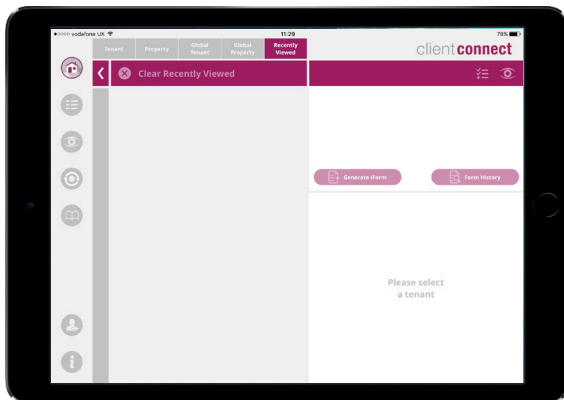 vodafone UK
11:29
78%
Tenant
Property
Global
Tenant
Global
Property
Recently
Viewed
clientconnect
Clear Recently Viewed
Generate iForm
Form History
Please select
a tenant
i